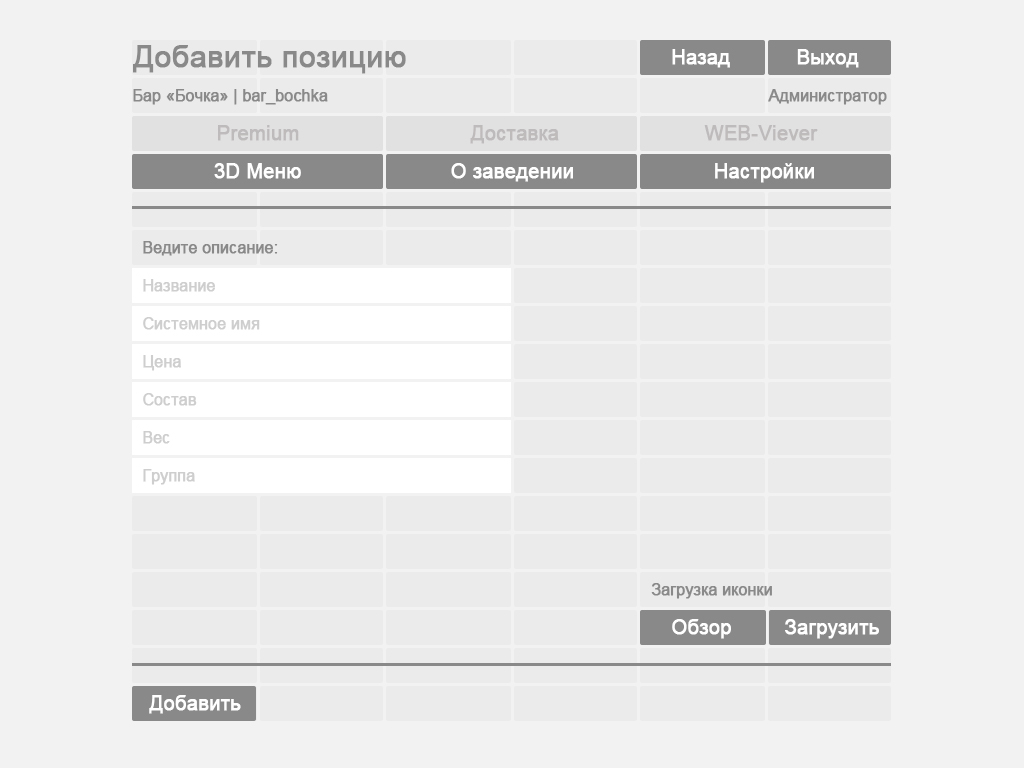 Добавить позицию
Назад
Выход
Бар «Бочка» | bar_bochka
Администратор
Premium
Доставка
WEB-Viever
3D Меню
О заведении
Настройки
Ведите описание:
Название
Системное имя
Цена
Состав
Вес
Группа
Загрузка иконки
Обзор
Загрузить
Добавить